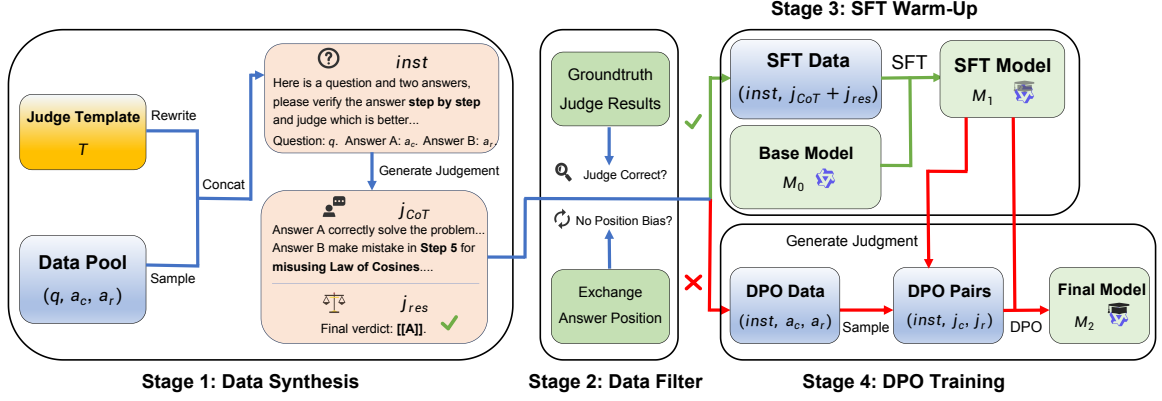 Stage 3: SFT Warm-Up
Judge Template
T
Rewrite
Data Pool
(q, a_c, a_r)
Sample
Concat
inst
Here is a question and two answers,
please verify the answer step by step
and judge which is better...
Question: q. Answer A: a_c. Answer B: a_r.
Generate Judgement
j_CoT
Answer A correctly solve the problem...
Answer B make mistake in Step 5 for
misusing Law of Cosines....
j_res
Final verdict: [[A]].
Stage 1: Data Synthesis
Groundtruth
Judge Results
Judge Correct?
No Position Bias?
Exchange
Answer Position
Stage 2: Data Filter
SFT Data
(inst, j_CoT + j_res)
SFT
SFT Model
M_1
Base Model
M_0
Generate Judgment
DPO Data
(inst, a_c, a_r)
Sample
DPO Pairs
(inst, j_c, j_r)
DPO
Final Model
M_2
Stage 4: DPO Training